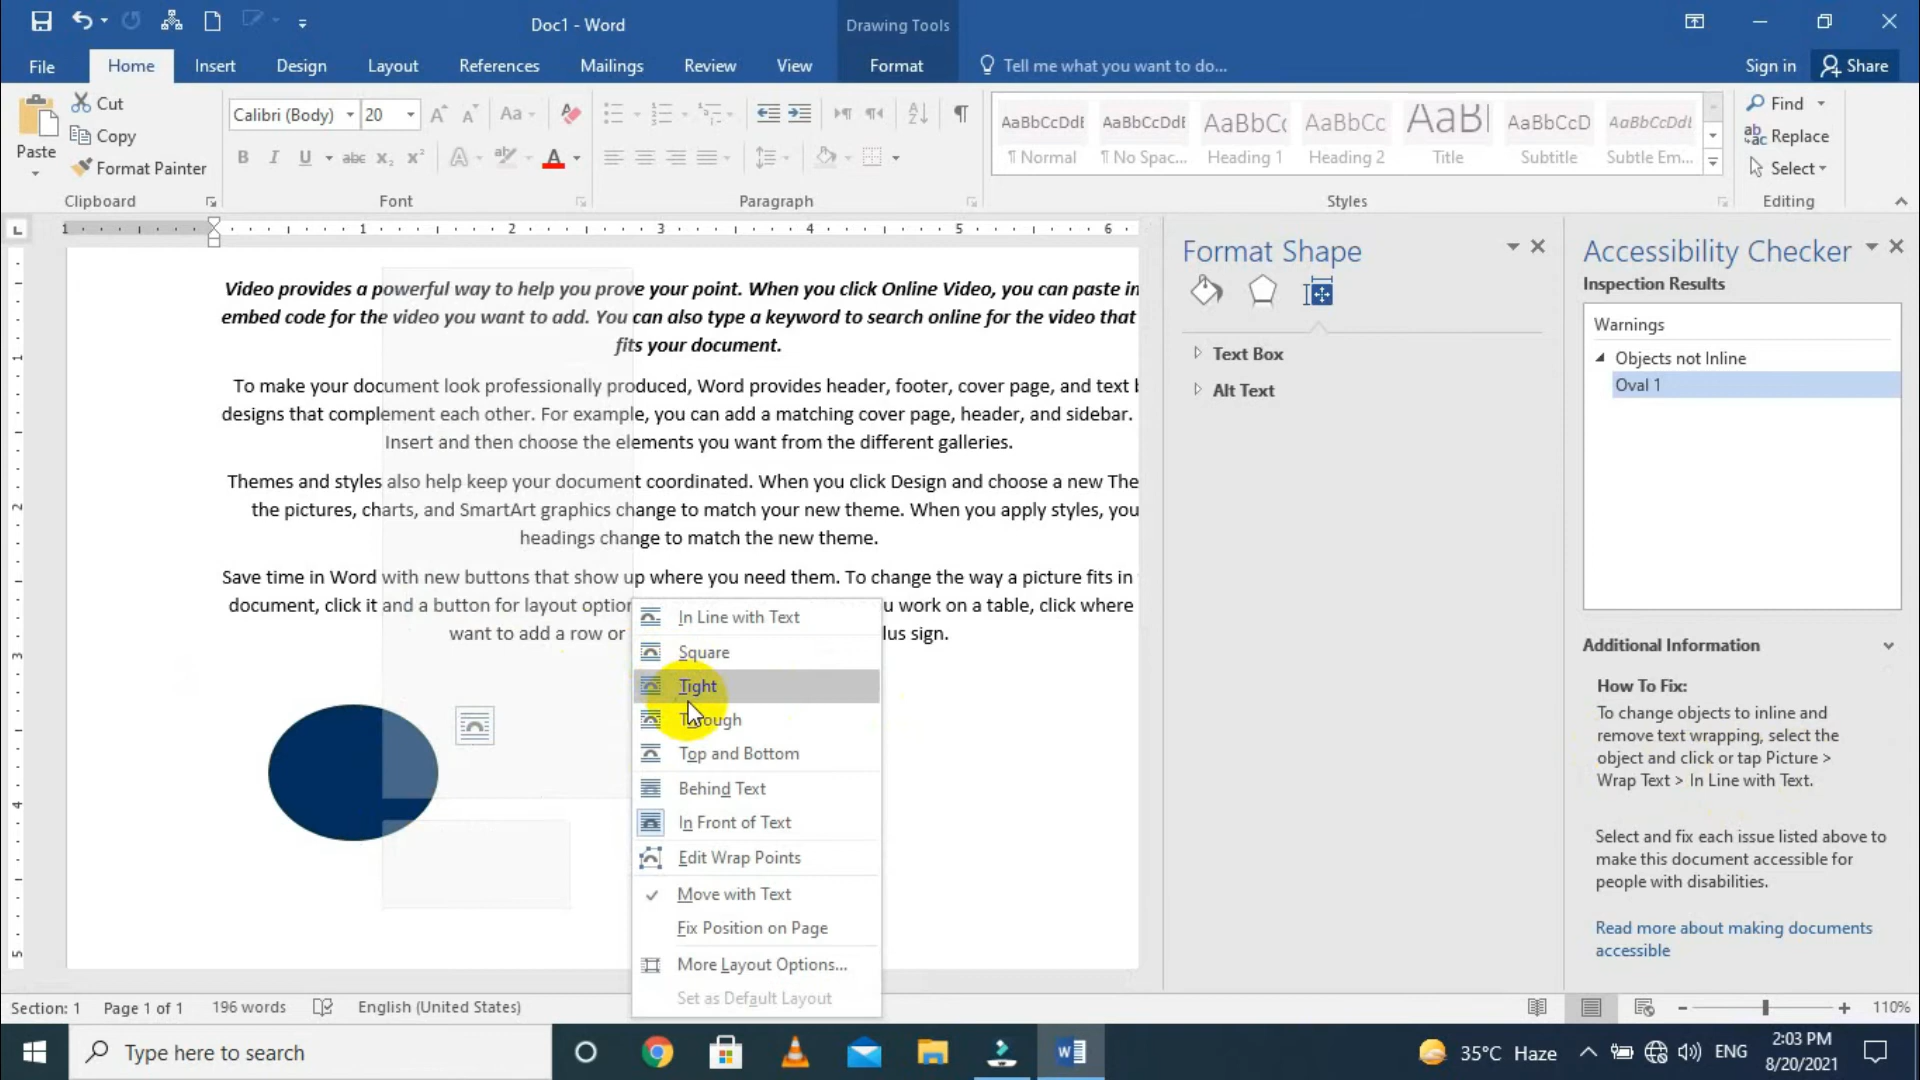 Doc1 - Word
Drawing Tools
File Home Insert Design Layout References Mailings Review View Format Tell me what you want to do... Sign in Share
Paste
Cut
Copy
Format Painter
Clipboard
Calibri (Body) 20
Aa
B I U abc X₂ X² A A
Font
Paragraph
AaBbCcDdE AaBbCcDdE AaBbCc AaBbCc AaB AaBbCcD AaBbCcDdE
¶ Normal ¶ No Spac... Heading 1 Heading 2 Title Subtitle Subtle Em...
Styles
Find
Replace
Select
Editing
1 1 2 3 4 5 6
1
2
3
4
5
Video provides a powerful way to help you prove your point. When you click Online Video, you can paste in
embed code for the video you want to add. You can also type a keyword to search online for the video that
fits your document.
To make your document look professionally produced, Word provides header, footer, cover page, and text
designs that complement each other. For example, you can add a matching cover page, header, and sidebar.
Insert and then choose the elements you want from the different galleries.
Themes and styles also help keep your document coordinated. When you click Design and choose a new The
the pictures, charts, and SmartArt graphics change to match your new theme. When you apply styles, you
headings change to match the new theme.
Save time in Word with new buttons that show up where you need them. To change the way a picture fits in
document, click it and a button for layout option u work on a table, click where
want to add a row or lus sign.
In Line with Text
Square
Tight
Through
Top and Bottom
Behind Text
In Front of Text
Edit Wrap Points
Move with Text
Fix Position on Page
More Layout Options...
Set as Default Layout
Format Shape
Text Box
Alt Text
Accessibility Checker
Inspection Results
Warnings
Objects not Inline
Oval 1
Additional Information
How To Fix:
To change objects to inline and
remove text wrapping, select the
object and click or tap Picture >
Wrap Text > In Line with Text.
Select and fix each issue listed above to
make this document accessible for
people with disabilities.
Read more about making documents
accessible
Section: 1 Page 1 of 1 196 words English (United States) 110%
Type here to search
35°C Haze ENG
2:03 PM
8/20/2021